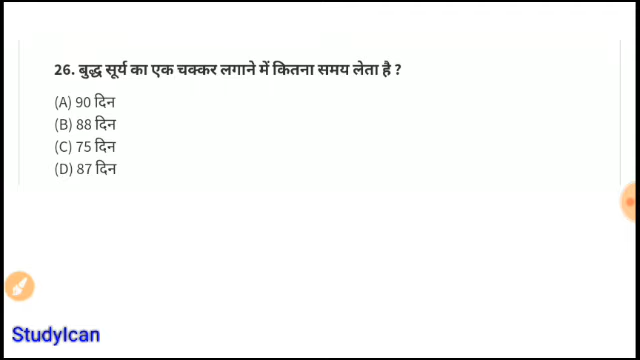 26. बुद्ध सूर्य का एक चक्कर लगाने में कितना समय लेता है ?
(A) 90 दिन
(B) 88 दिन
(C) 75 दिन
(D) 87 दिन
StudyIcan